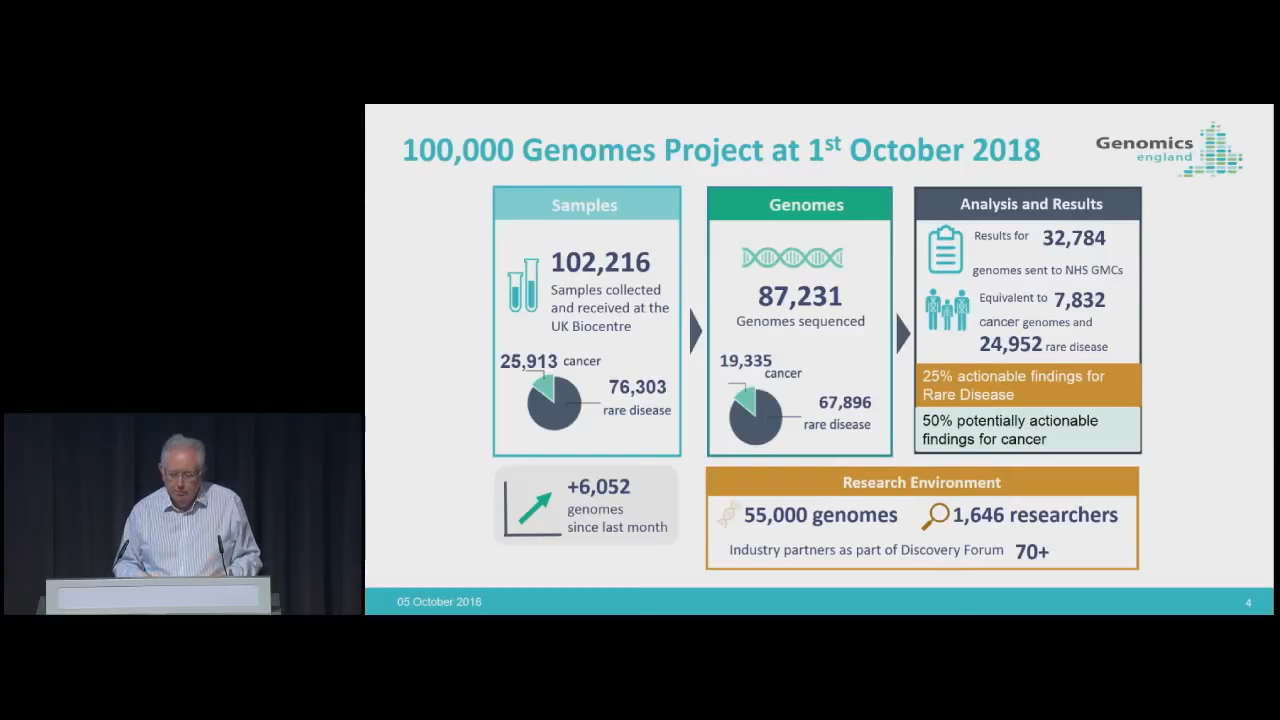 100,000 Genomes Project at 1st October 2018
Genomics
england
Samples
102,216
Samples collected
and received at the
UK Biocentre
25,913 cancer
76,303
rare disease
Genomes
87,231
Genomes sequenced
19,335
cancer
67,896
rare disease
Analysis and Results
Results for 32,784
genomes sent to NHS GMCs
Equivalent to 7,832
cancer genomes and
24,952 rare disease
25% actionable findings for
Rare Disease
50% potentially actionable
findings for cancer
+6,052
genomes
since last month
Research Environment
55,000 genomes
1,646 researchers
Industry partners as part of Discovery Forum 70+
05 October 2018
4